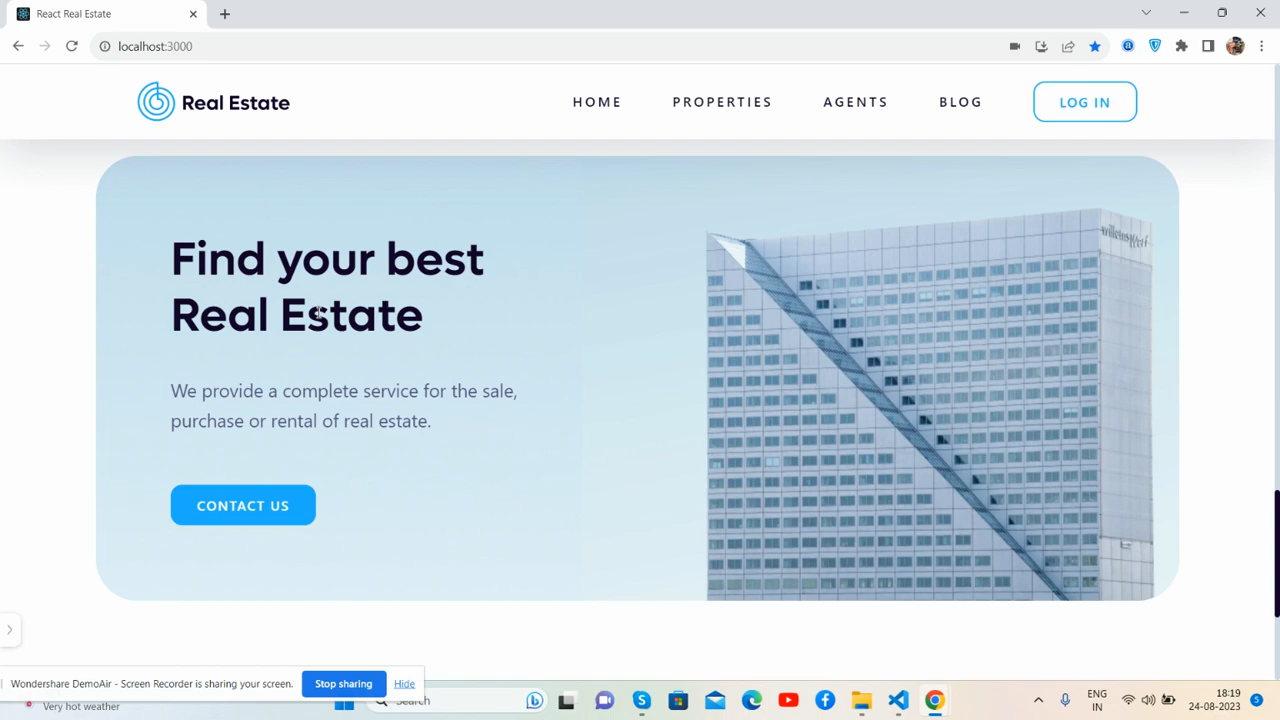 React Real Estate
localhost:3000
Real Estate
HOME
PROPERTIES
AGENTS
BLOG
LOG IN
Find your best
Real Estate
We provide a complete service for the sale,
purchase or rental of real estate.
CONTACT US
Wondershare DemoAir - Screen Recorder is sharing your screen.
Stop sharing
Hide
Very hot weather
Search
ENG
IN
18:19
24-08-2023
5